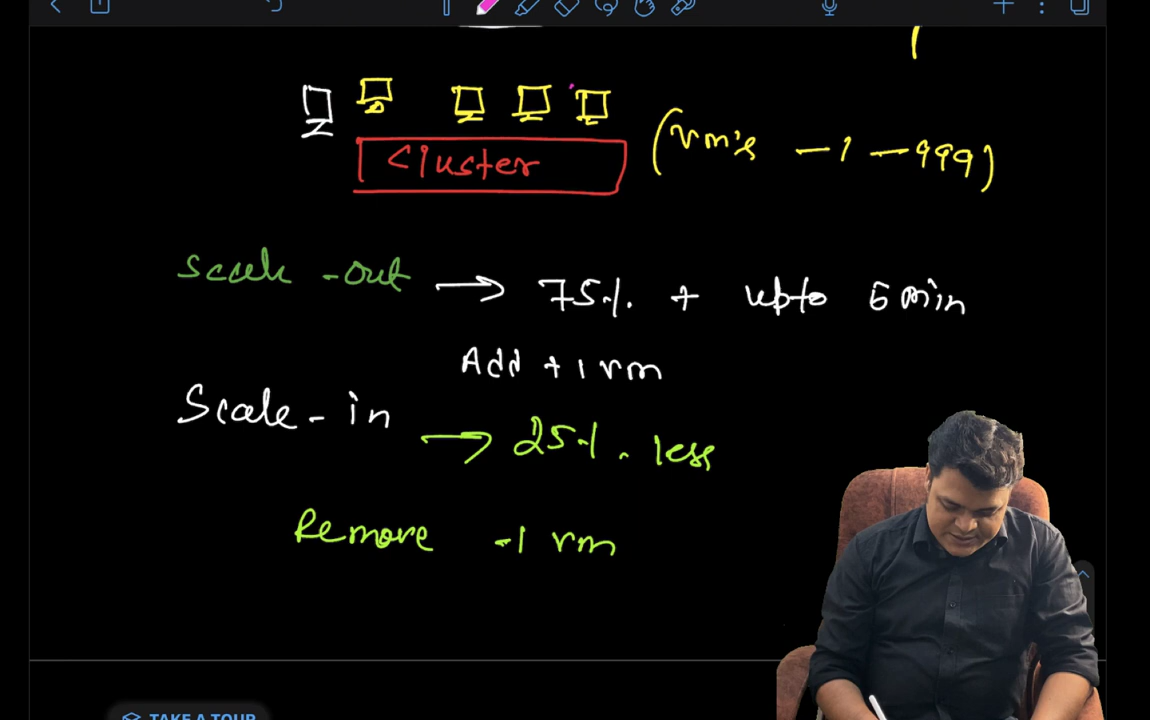 Cluster (vm's - 1 - 999)
Scale - out → 75%. + upto 5 min
Add + 1 vm
Scale - in → 25%. less
Remove -1 vm
TAKE A TOUR